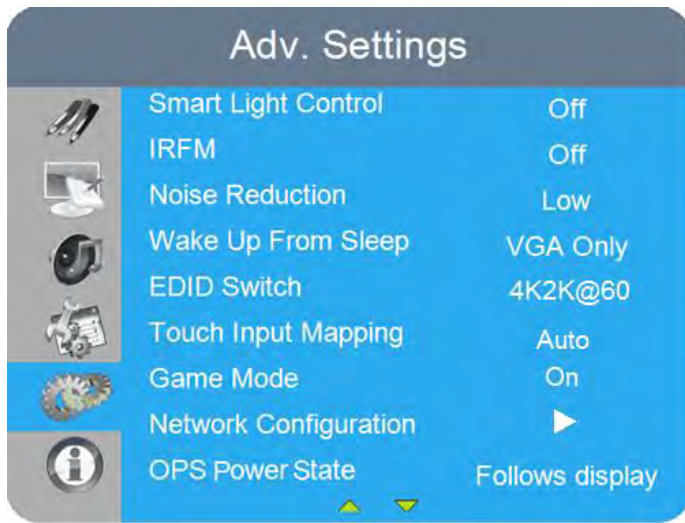 Adv. Settings
Smart Light Control Off
IRFM Off
Noise Reduction Low
Wake Up From Sleep VGA Only
EDID Switch 4K2K@60
Touch Input Mapping Auto
Game Mode On
Network Configuration
OPS Power State Follows display